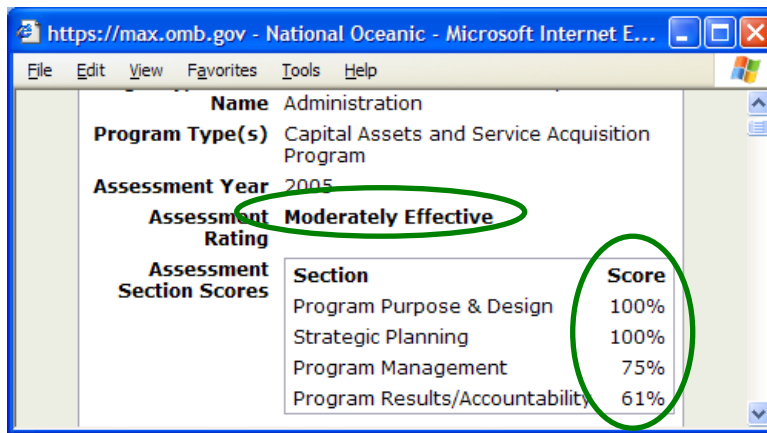 https://max.omb.gov - National Oceanic - Microsoft Internet E...
File Edit View Favorites Tools Help
Name Administration
Program Type(s) Capital Assets and Service Acquisition
Program
Assessment Year 2005
Assessment Moderately Effective
Rating
Assessment
Section Scores
Section Score
Program Purpose & Design 100%
Strategic Planning 100%
Program Management 75%
Program Results/Accountability 61%